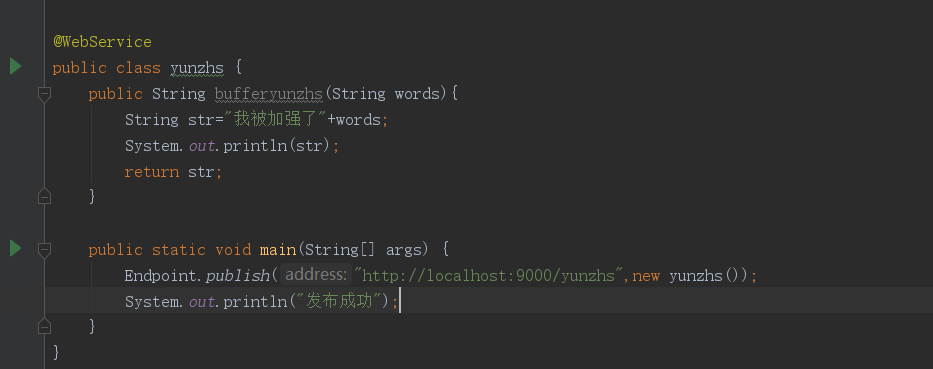 @WebService
public class yunzhs {
public String bufferyunzhs(String words){
String str="我被加强了"+words;
System.out.println(str);
return str;
}
public static void main(String[] args) {
Endpoint.publish( address: "http://localhost:9000/yunzhs",new yunzhs());
System.out.println("发布成功");
}
}